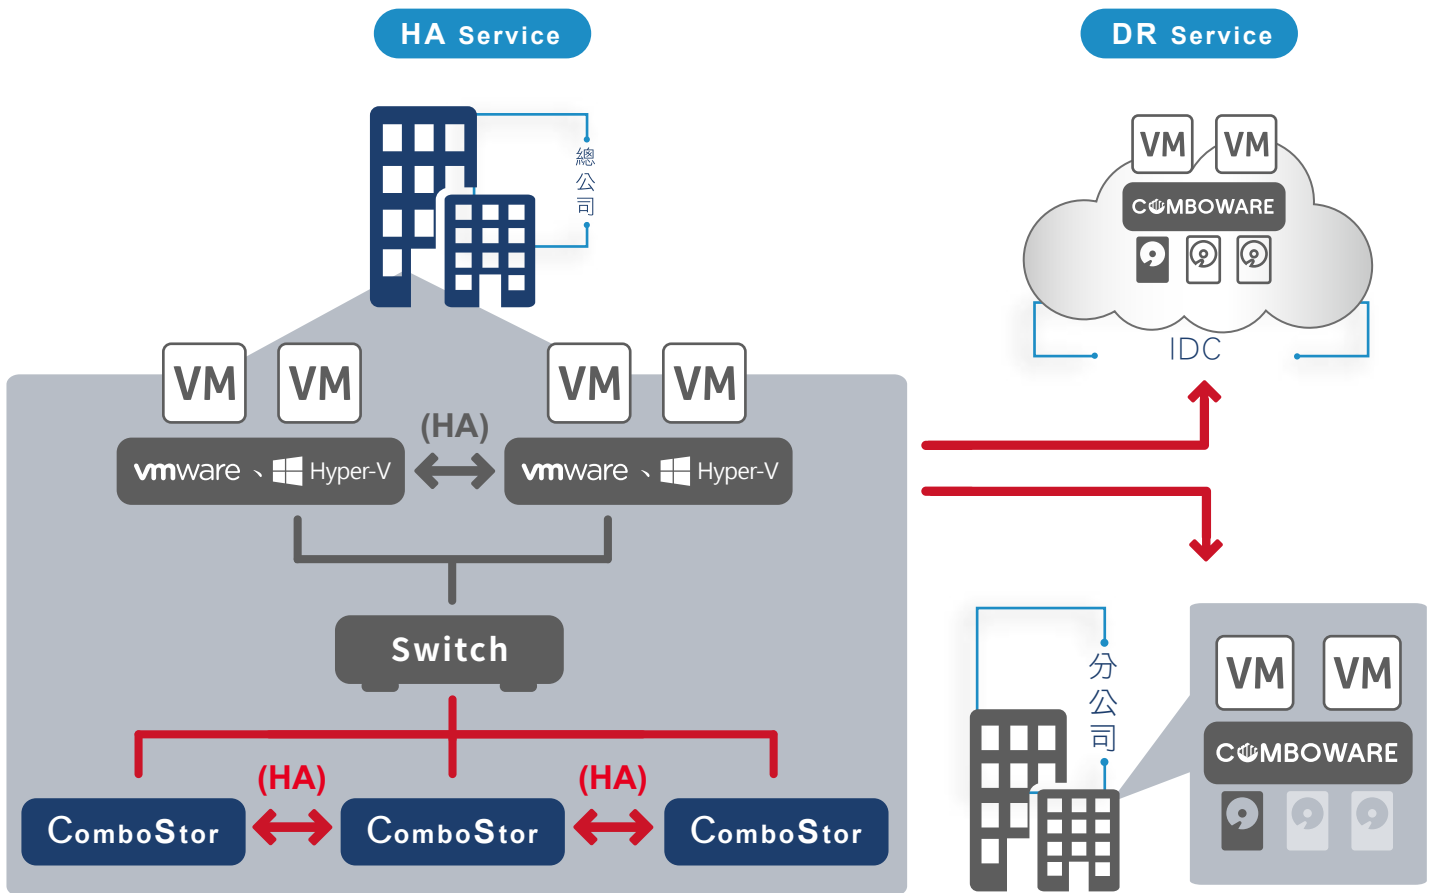 HA Service
DR Service
總公司
VM
VM
COMBOWARE
IDC
VM
VM
VM
VM
(HA)
vmware、Hyper-V
vmware、Hyper-V
Switch
分公司
VM
VM
COMBOWARE
(HA)
(HA)
ComboStor
ComboStor
ComboStor